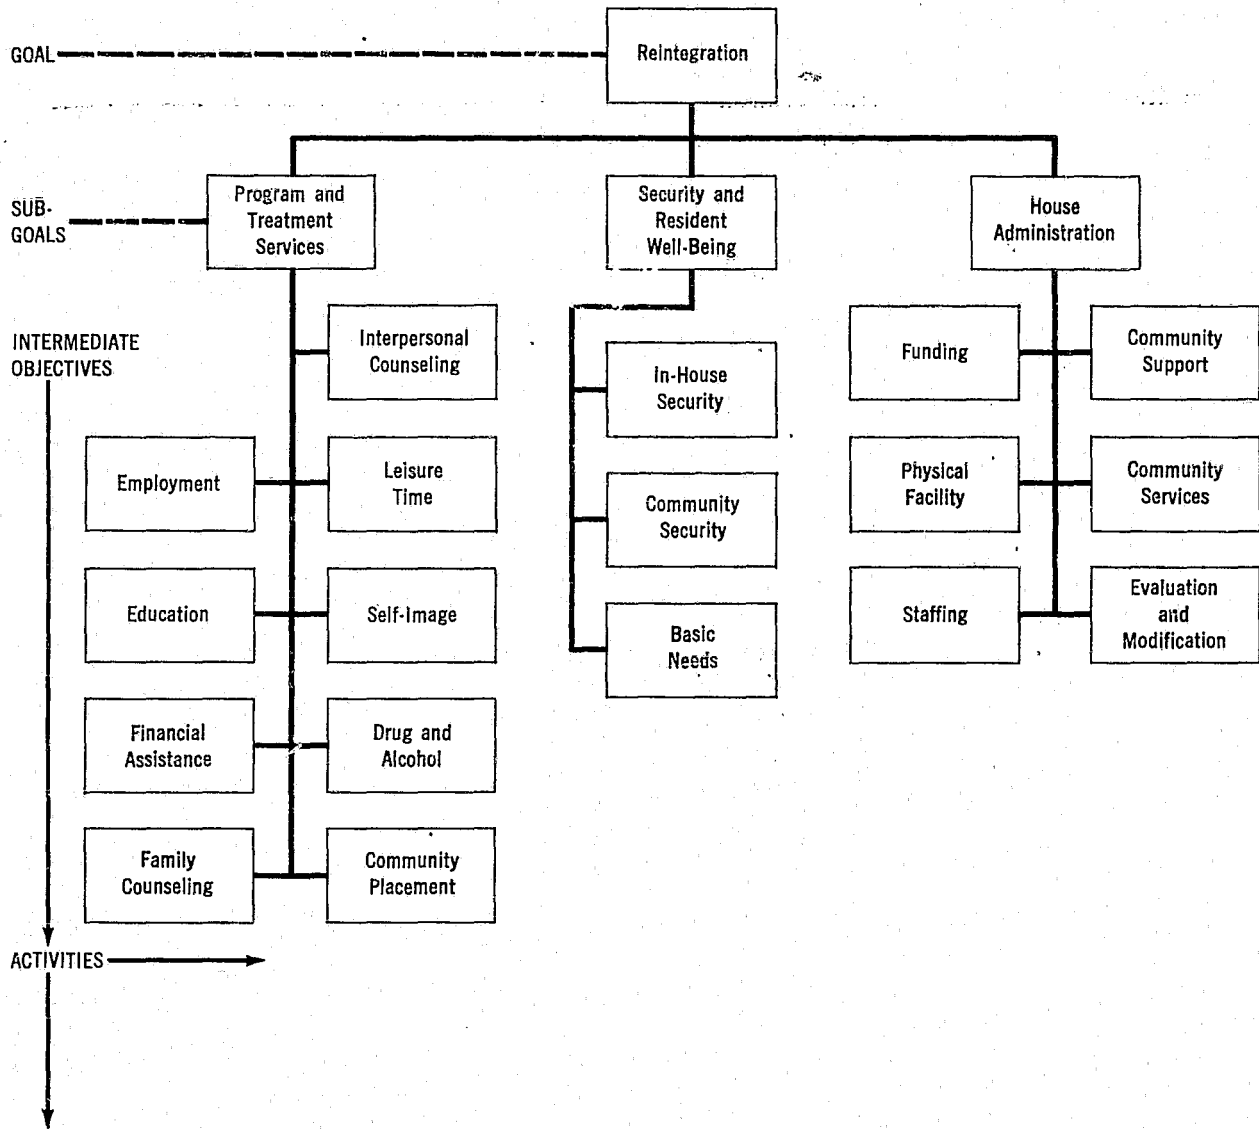 GOAL
Reintegration
SUB-
GOALS
Program and
Treatment
Services
Security and
Resident
Well-Being
House
Administration
INTERMEDIATE
OBJECTIVES
Interpersonal
Counseling
Funding
Community
Support
In-House
Security
Employment
Leisure
Time
Physical
Facility
Community
Services
Community
Security
Education
Self-Image
Staffing
Evaluation
and
Modification
Basic
Needs
Financial
Assistance
Drug and
Alcohol
Family
Counseling
Community
Placement
ACTIVITIES